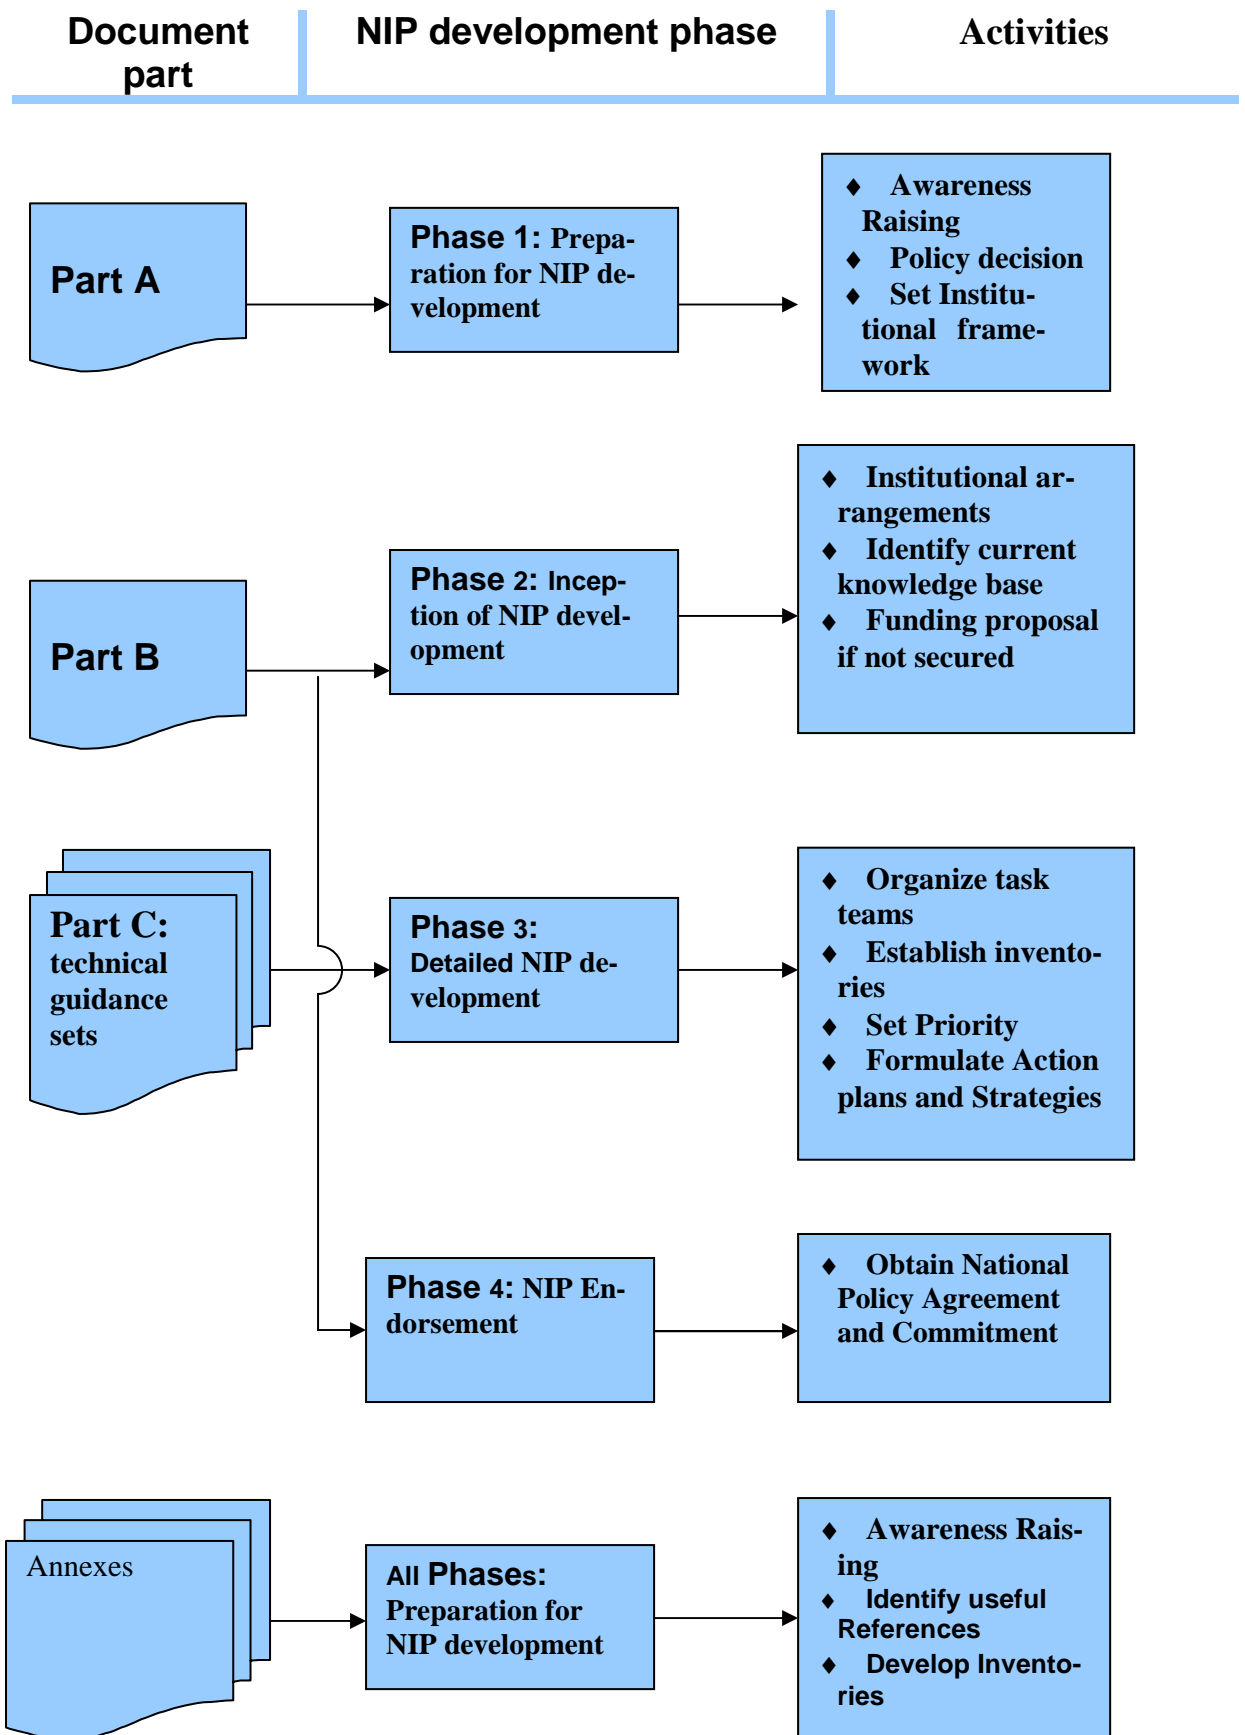 Document
part
NIP development phase
Activities
Part A
Phase 1: Prepa-
ration for NIP de-
velopment
♦ Awareness
Raising
♦ Policy decision
♦ Set Institu-
tional frame-
work
Part B
Phase 2: Incep-
tion of NIP devel-
opment
♦ Institutional ar-
rangements
♦ Identify current
knowledge base
♦ Funding proposal
if not secured
Part C:
technical
guidance
sets
Phase 3:
Detailed NIP de-
velopment
♦ Organize task
teams
♦ Establish invento-
ries
♦ Set Priority
♦ Formulate Action
plans and Strategies
Phase 4: NIP En-
dorsement
♦ Obtain National
Policy Agreement
and Commitment
Annexes
All Phases:
Preparation for
NIP development
♦ Awareness Rais-
ing
♦ Identify useful
References
♦ Develop Invento-
ries